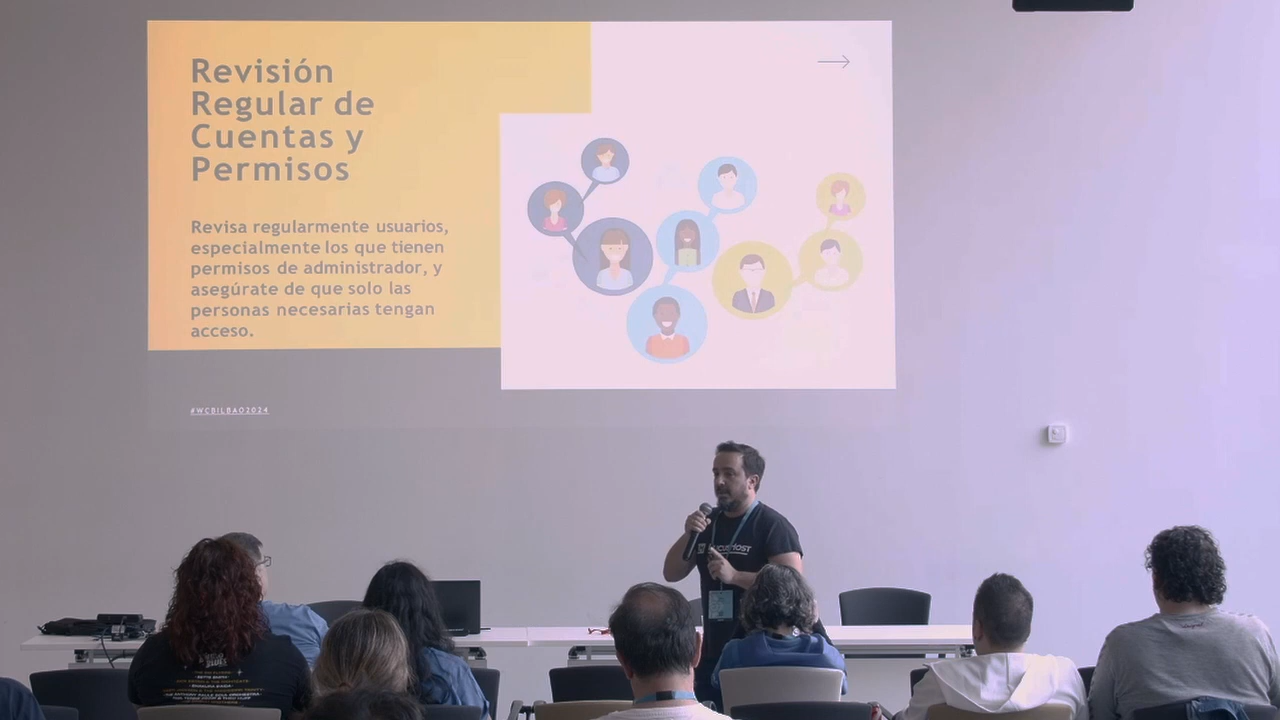 Revisión
Regular de
Cuentas y
Permisos
Revisa regularmente usuarios,
especialmente los que tienen
permisos de administrador, y
asegúrate de que solo las
personas necesarias tengan
acceso.
#WCBILBAO2024